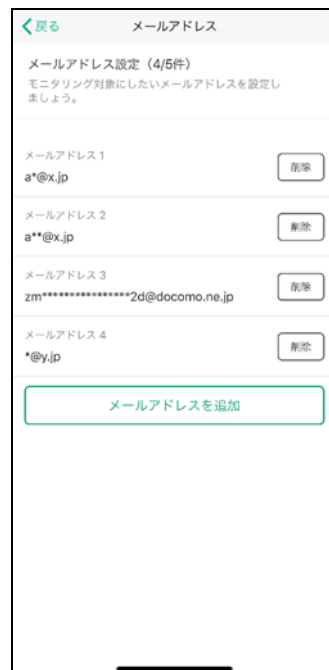 戻る
メールアドレス
メールアドレス設定（4/5件）
モニタリング対象にしたいメールアドレスを設定し
ましょう。
メールアドレス 1
a*@x.jp
削除
メールアドレス 2
a**@x.jp
削除
メールアドレス 3
zm****************2d@docomo.ne.jp
削除
メールアドレス 4
*@y.jp
削除
メールアドレスを追加